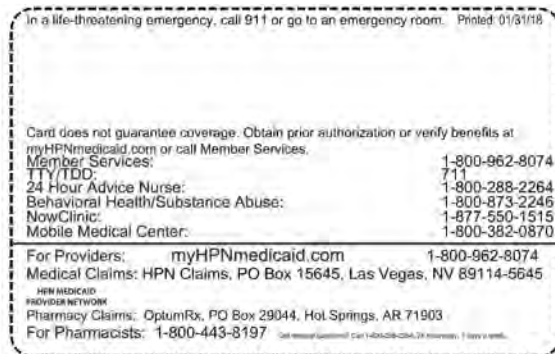 In a life-threatening emergency, call 911 or go to an emergency room. Printed: 01/31/18
Card does not guarantee coverage. Obtain prior authorization or verify benefits at
myHPNmedicaid.com or call Member Services.
Member Services: 1-800-962-8074
TTY/TDD: 711
24 Hour Advice Nurse: 1-800-288-2264
Behavioral Health/Substance Abuse: 1-800-873-2246
NowClinic: 1-877-550-1515
Mobile Medical Center: 1-800-382-0870
For Providers: myHPNmedicaid.com 1-800-962-8074
Medical Claims: HPN Claims, PO Box 15645, Las Vegas, NV 89114-5645
HPN MEDICAID
PROVIDER NETWORK
Pharmacy Claims: OptumRx, PO Box 29044, Hot Springs, AR 71903
For Pharmacists: 1-800-443-8197